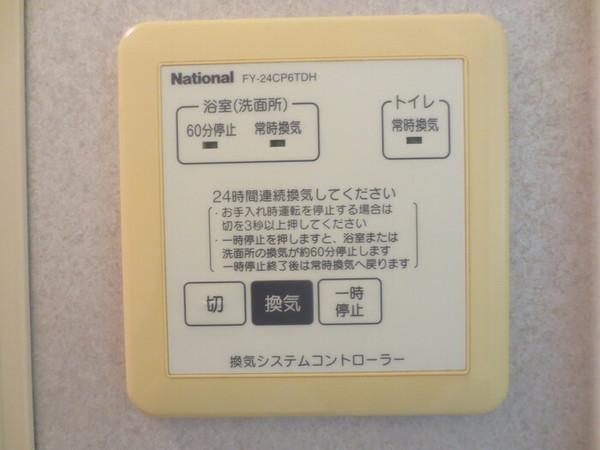 National FY-24CP6TDH
浴室(洗面所)
60分停止 常時換気
トイレ
常時換気
24時間連続換気してください
・お手入れ時運転を停止する場合は
切を3秒以上押してください
・一時停止を押しますと、浴室または
洗面所の換気が約60分停止します
一時停止終了後は常時換気へ戻ります
切
換気
一時
停止
換気システムコントローラー